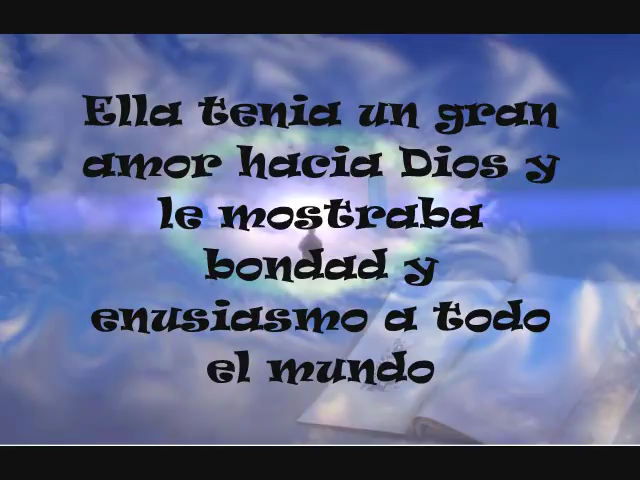 Ella tenia un gran
amor hacia Dios y
le mostraba
bondad y
enusiasmo a todo
el mundo